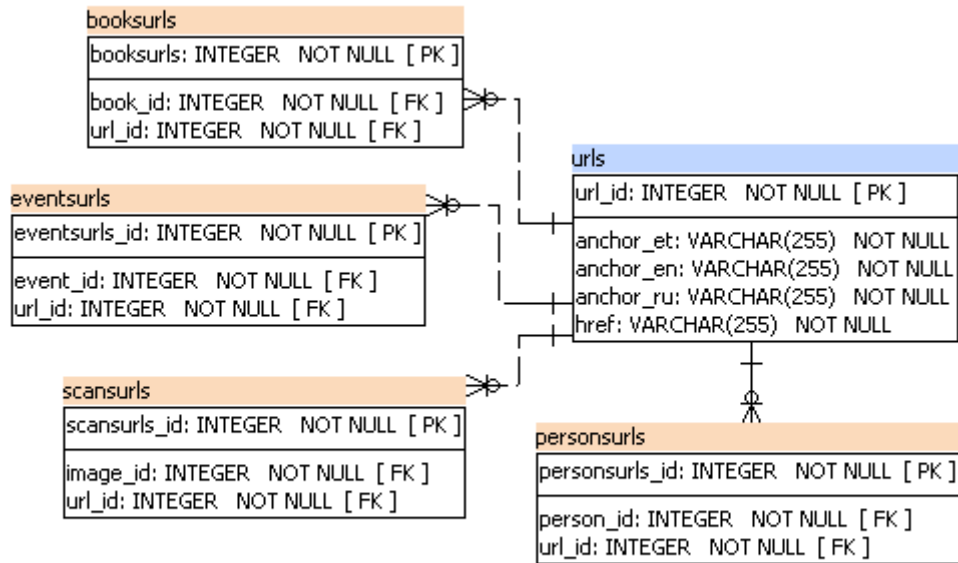 booksurls
booksurls: INTEGER NOT NULL [ PK ]
book_id: INTEGER NOT NULL [ FK ]
url_id: INTEGER NOT NULL [ FK ]
urls
url_id: INTEGER NOT NULL [ PK ]
anchor_et: VARCHAR(255) NOT NULL
anchor_en: VARCHAR(255) NOT NULL
anchor_ru: VARCHAR(255) NOT NULL
href: VARCHAR(255) NOT NULL
eventsurls
eventsurls_id: INTEGER NOT NULL [ PK ]
event_id: INTEGER NOT NULL [ FK ]
url_id: INTEGER NOT NULL [ FK ]
scansurls
scansurls_id: INTEGER NOT NULL [ PK ]
image_id: INTEGER NOT NULL [ FK ]
url_id: INTEGER NOT NULL [ FK ]
personsurls
personsurls_id: INTEGER NOT NULL [ PK ]
person_id: INTEGER NOT NULL [ FK ]
url_id: INTEGER NOT NULL [ FK ]